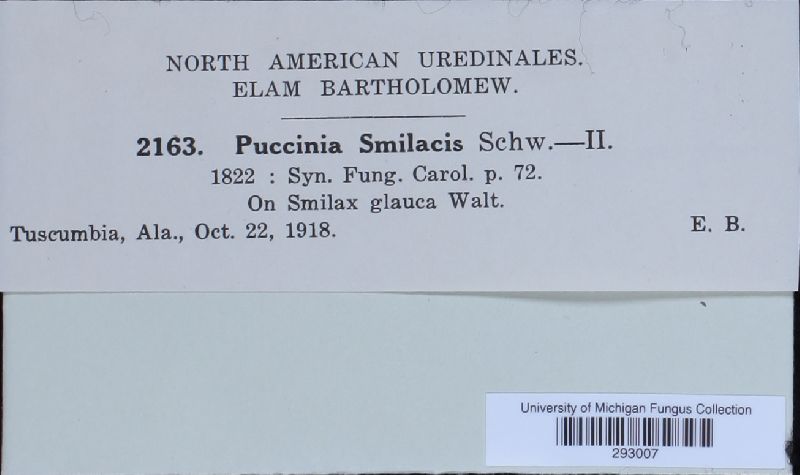 NORTH AMERICAN UREDINALES.
ELAM BARTHOLOMEW.
2163. Puccinia Smilacis Schw.—II.
1822 : Syn. Fung. Carol. p. 72.
On Smilax glauca Walt.
Tuscumbia, Ala., Oct. 22, 1918. E. B.
University of Michigan Fungus Collection
293007